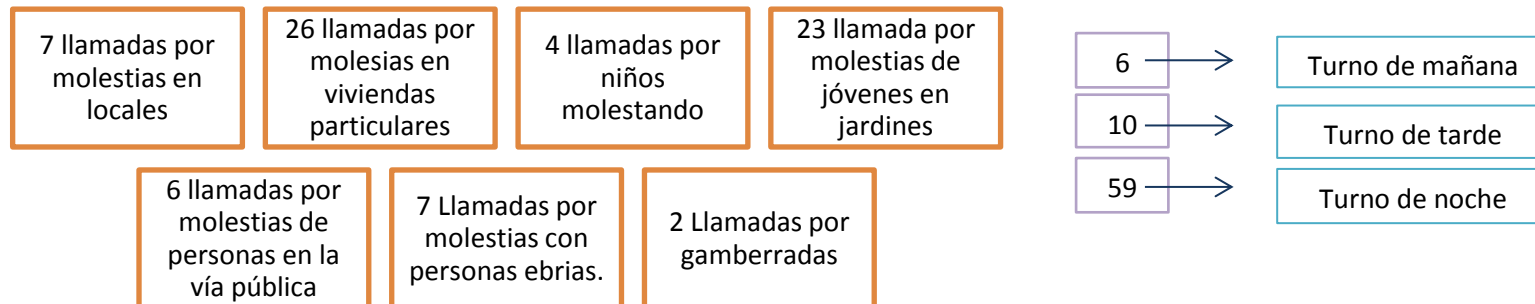 7 llamadas por
molestias en
locales
26 llamadas por
molesias en
viviendas
particulares
4 llamadas por
niños
molestando
23 llamada por
molestias de
jóvenes en
jardines
6 llamadas por
molestias de
personas en la
vía pública
7 Llamadas por
molestias con
personas ebrias.
2 Llamadas por
gamberradas
6
Turno de mañana
10
Turno de tarde
59
Turno de noche